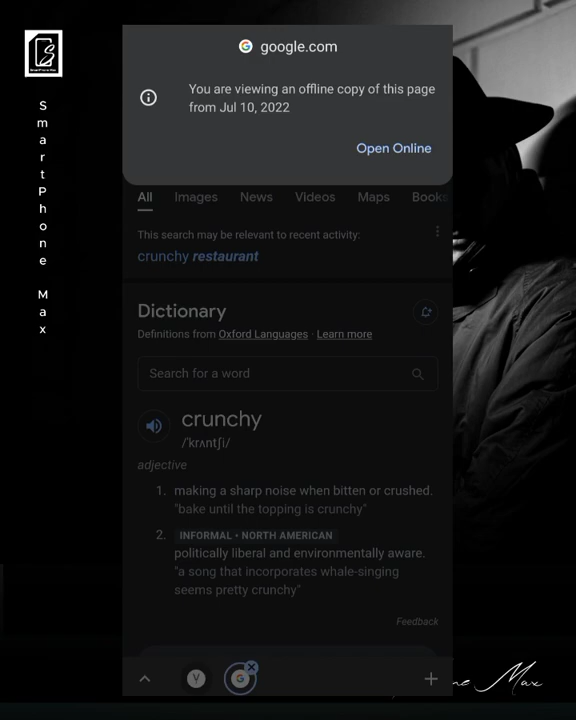 SmartPhone Max
google.com
You are viewing an offline copy of this page
from Jul 10, 2022
Open Online
All Images News Videos Maps Books
This search may be relevant to recent activity:
crunchy restaurant
Dictionary
Definitions from Oxford Languages · Learn more
Search for a word
crunchy
/ˈkrʌntʃi/
adjective
1. making a sharp noise when bitten or crushed.
"bake until the topping is crunchy"
2. INFORMAL • NORTH AMERICAN
politically liberal and environmentally aware.
"a song that incorporates whale-singing
seems pretty crunchy"
Feedback
Y
Max